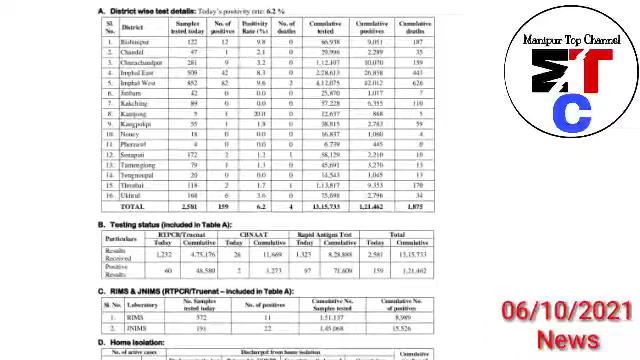 A. District wise test details: Today's positivity rate: 6.2 %
Sl. No. District Samples tested today No. of positives Positivity Rate (%) No. of deaths Cumulative tested Cumulative positives Cumulative deaths
1. Bishnupur 122 12 9.8 0 66,938 9,051 187
2. Chandel 47 1 2.1 0 29,996 2,289 35
3. Churachandpur 281 9 3.2 0 1,12,107 10,070 159
4. Imphal East 509 42 8.3 2 2,28,613 26,858 443
5. Imphal West 852 82 9.6 2 4,12,075 42,012 626
6. Jiribam 42 0 0.0 0 25,870 1,017 7
7. Kakching 89 0 0.0 0 57,228 6,355 110
8. Kamjong 5 1 20.0 0 12,637 868 5
9. Kangpokpi 55 1 1.8 0 38,815 2,763 59
10. Noney 18 0 0.0 0 16,837 1,080 4
11. Pherzawl 4 0 0.0 0 6,739 445 0
12. Senapati 172 2 1.2 1 38,129 2,210 19
13. Tamenglong 79 1 1.3 0 45,691 3,270 13
14. Tengnoupal 20 0 0.0 0 14,543 1,045 13
15. Thoubal 118 2 1.7 1 1,13,817 9,353 170
16. Ukhrul 168 6 3.6 0 75,698 2,796 34
TOTAL 2,581 159 6.2 4 13,15,733 1,21,462 1,875
B. Testing status (included in Table A):
Particulars RTPCR/Truenat CBNAAT Rapid Antigen Test Total
Today Cumulative Today Cumulative Today Cumulative Today Cumulative
Results Received 1,232 4,75,176 26 11,669 1,323 8,28,888 2,581 13,15,733
Positive Results 60 48,580 2 1,273 97 71,609 159 1,21,462
C. RIMS & JNIMS (RTPCR/Truenat – included in Table A):
Sl. No. Laboratory No. Samples tested today No. of positives Cumulative No. Samples tested Cumulative No. of positives
1. RIMS 572 11 1,51,137 8,989
2. JNIMS 191 22 1,45,068 15,526
D. Home isolation:
No. of active cases Discharged from home isolation Cumulative
Manipur Top Channel
MTC
06/10/2021
News